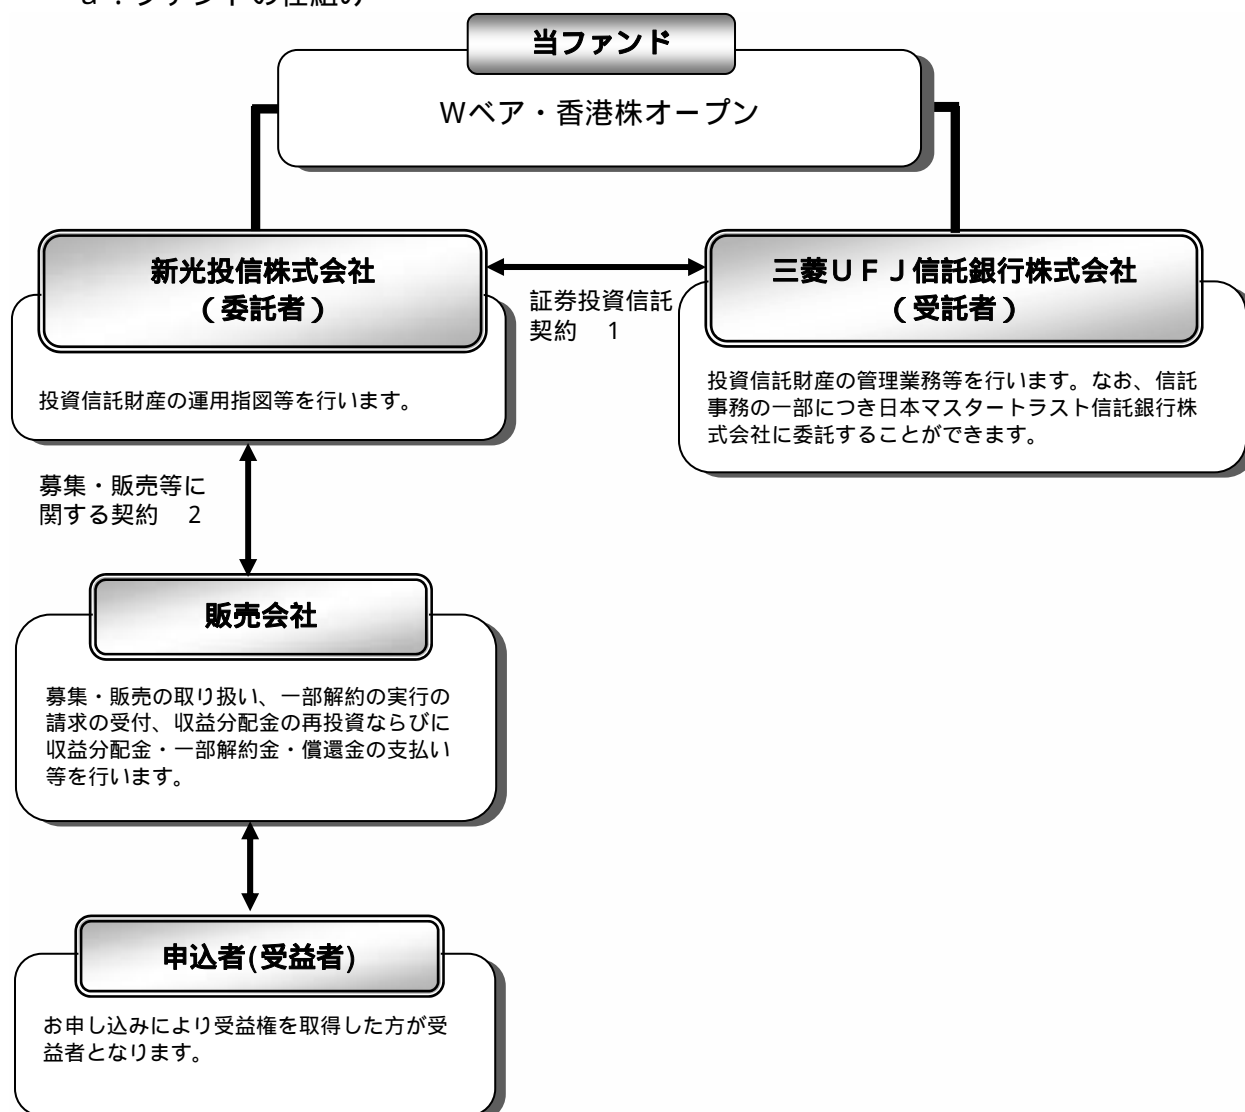 ａ．ファンドの仕組み
当ファンド
Wベア・香港株オープン
新光投信株式会社
（委託者）
三菱ＵＦＪ信託銀行株式会社
（受託者）
証券投資信託
契約　1
投資信託財産の運用指図等を行います。
投資信託財産の管理業務等を行います。なお、信託
事務の一部につき日本マスタートラスト信託銀行株
式会社に委託することができます。
募集・販売等に
関する契約　2
販売会社
募集・販売の取り扱い、一部解約の実行の
請求の受付、収益分配金の再投資ならびに
収益分配金・一部解約金・償還金の支払い
等を行います。
申込者(受益者)
お申し込みにより受益権を取得した方が受
益者となります。